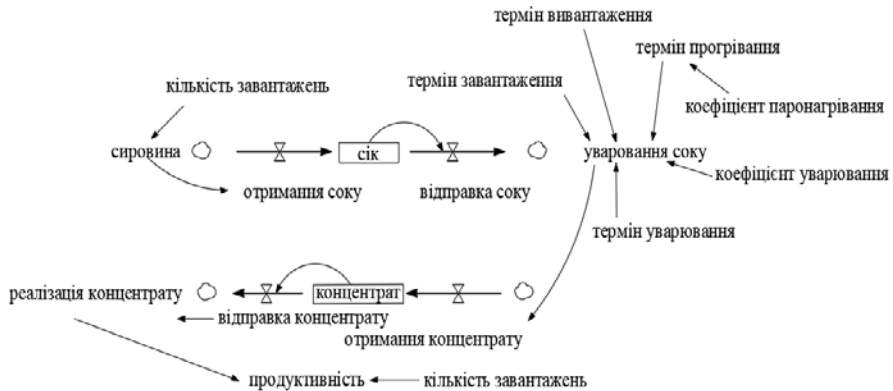 термін вивантаження
термін прогрівання
термін завантаження
кількість завантажень
коефіцієнт паронагрівання
сировина
сік
уваровання соку
коефіцієнт уварювання
отримання соку
відправка соку
термін уварювання
реалізація концентрату
концентрат
відправка концентрату
отримання концентрату
продуктивність
кількість завантажень